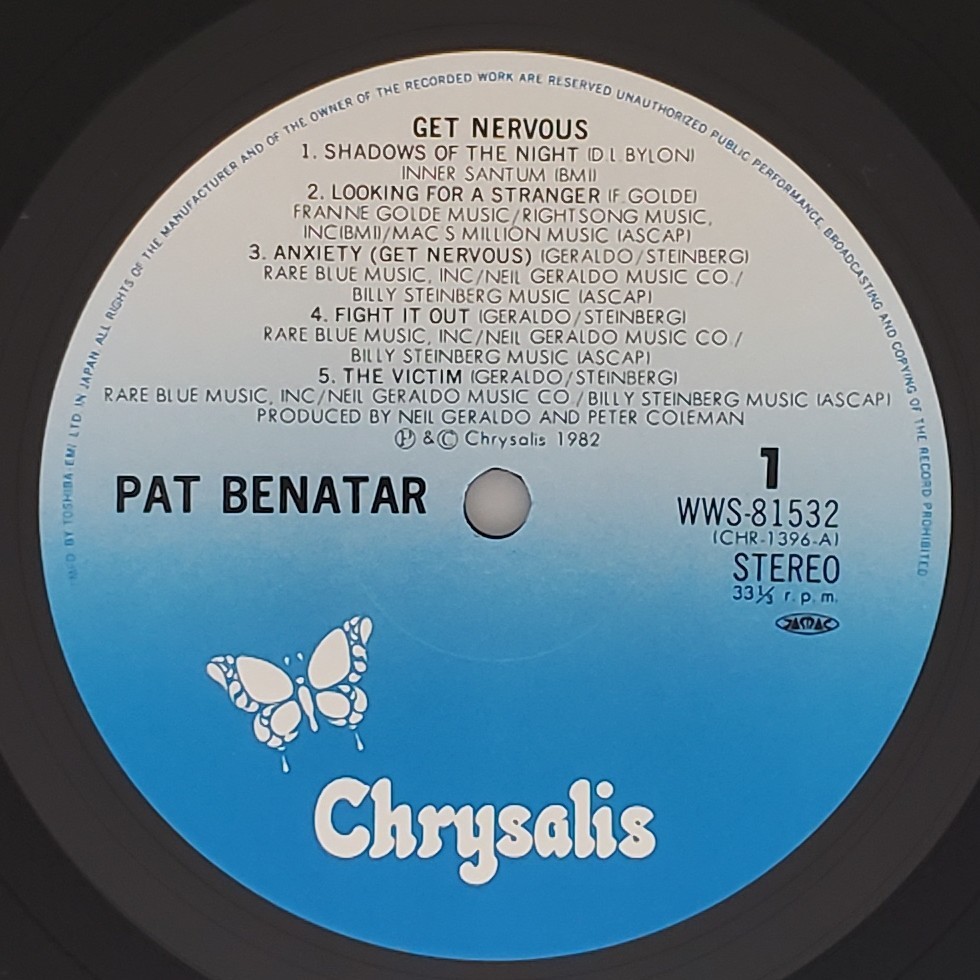 MFD BY TOSHIBA EMI LTD. IN JAPAN. ALL RIGHTS OF THE MANUFACTURER AND OF THE OWNER OF THE RECORDED WORK ARE RESERVED UNAUTHORIZED PUBLIC PERFORMANCE, BROADCASTING AND COPYING OF THE RECORD PROHIBITED
GET NERVOUS
1. SHADOWS OF THE NIGHT (D L BYLON)
INNER SANTUM (BMI)
2. LOOKING FOR A STRANGER (F. GOLDE)
FRANNE GOLDE MUSIC/RIGHTSONG MUSIC,
INC(BMI)/MAC S MILLION MUSIC (ASCAP)
3. ANXIETY (GET NERVOUS) (GERALDO/STEINBERG)
RARE BLUE MUSIC, INC/NEIL GERALDO MUSIC CO./
BILLY STEINBERG MUSIC (ASCAP)
4. FIGHT IT OUT (GERALDO/STEINBERG)
RARE BLUE MUSIC, INC/NEIL GERALDO MUSIC CO./
BILLY STEINBERG MUSIC (ASCAP)
5. THE VICTIM (GERALDO/STEINBERG)
RARE BLUE MUSIC, INC/NEIL GERALDO MUSIC CO./BILLY STEINBERG MUSIC (ASCAP)
PRODUCED BY NEIL GERALDO AND PETER COLEMAN
Ⓟ & © Chrysalis 1982
PAT BENATAR
1
WWS-81532
(CHR-1396-A)
STEREO
33⅓ r.p.m.
JASRAC
Chrysalis